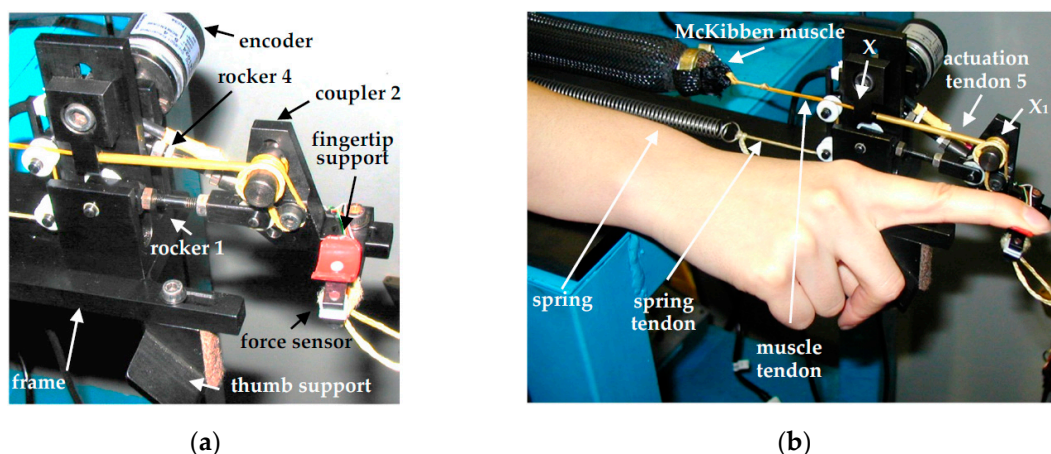 encoder
rocker 4
coupler 2
fingertip
support
rocker 1
force sensor
frame
thumb support
(a)
McKibben muscle
X
actuation
tendon 5
X1
spring
spring
tendon
muscle
tendon
(b)